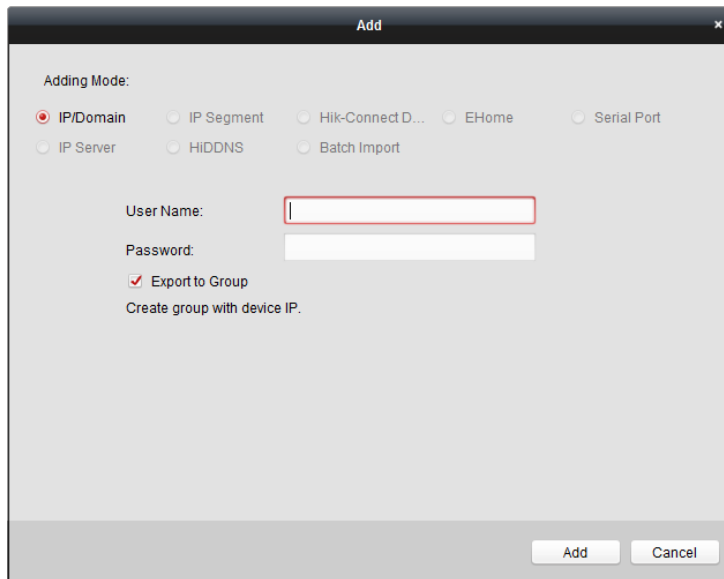 Add
Adding Mode:
IP/Domain IP Segment Hik-Connect D... EHome Serial Port
IP Server HiDDNS Batch Import
User Name:
Password:
Export to Group
Create group with device IP.
Add Cancel